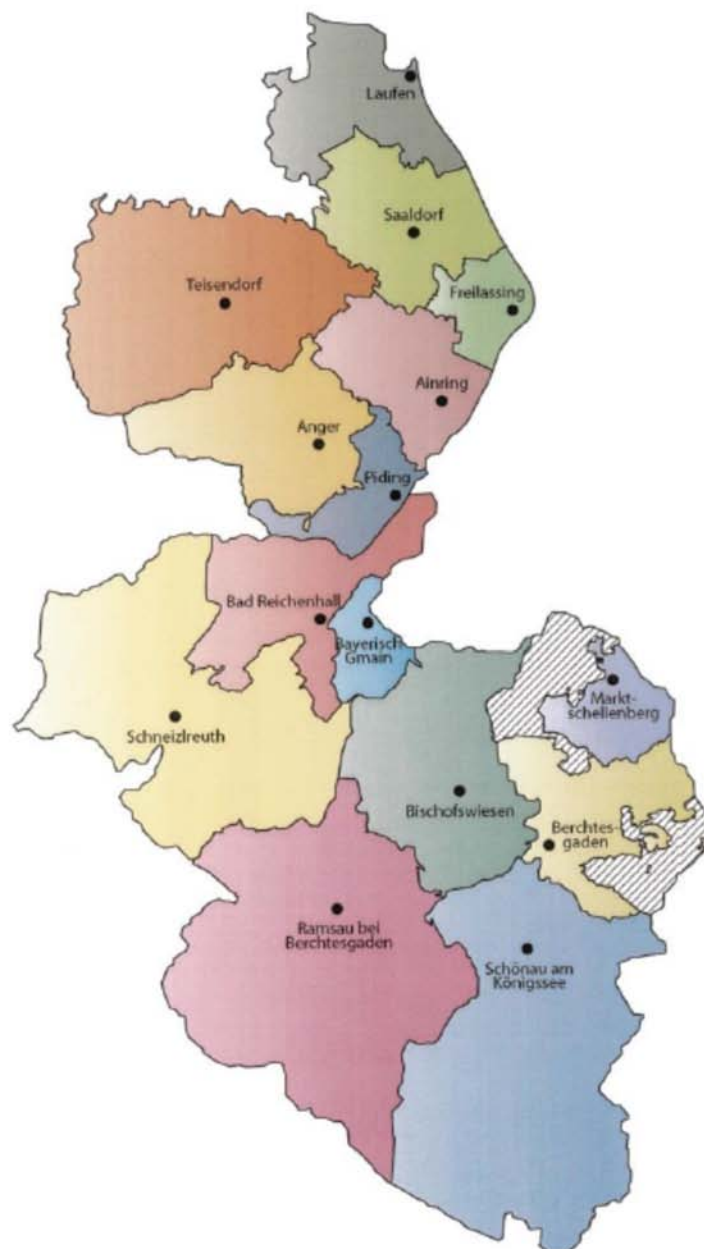 Laufen
Saaldorf
Teisendorf
Freilassing
Ainring
Anger
Piding
Bad Reichenhall
Bayerisch
Gmain
Markt-
schellenberg
Schneizlreuth
Bischofswiesen
Berchtes-
gaden
Ramsau bei
Berchtesgaden
Schönau am
Königssee